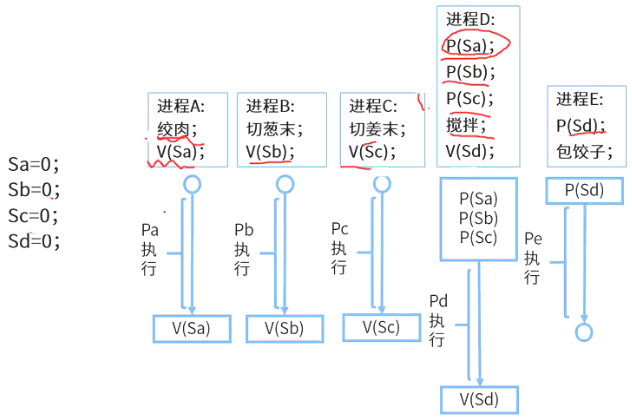 进程D:
P(Sa);
P(Sb);
P(Sc);
搅拌;
V(Sd);
进程A:
绞肉;
V(Sa);
进程B:
切葱末;
V(Sb);
进程C:
切姜末;
V(Sc);
进程E:
P(Sd);
包饺子;
Sa=0;
Sb=0;
Sc=0;
Sd=0;
Pa
执
行
V(Sa)
Pb
执
行
V(Sb)
Pc
执
行
V(Sc)
P(Sa)
P(Sb)
P(Sc)
Pd
执
行
V(Sd)
P(Sd)
Pe
执
行